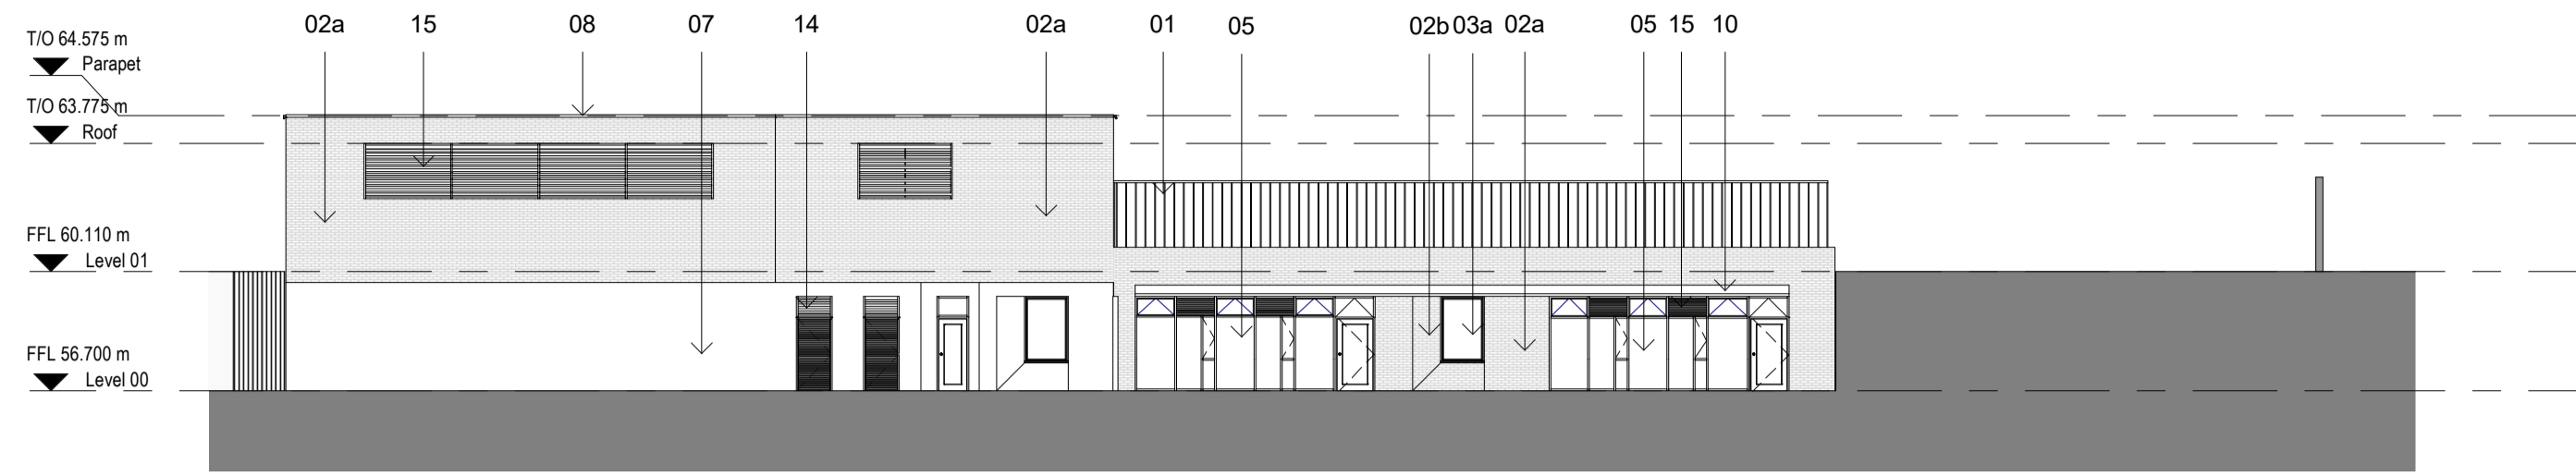 02a 15 08 07 14 02a 01 05 02b 03a 02a 05 15 10
T/O 64.575 m
Parapet
T/O 63.775 m
Roof
FFL 60.110 m
Level 01
FFL 56.700 m
Level 00